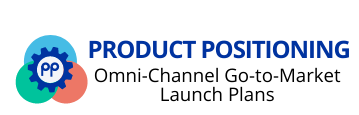 PP
PRODUCT POSITIONING
Omni-Channel Go-to-Market
Launch Plans